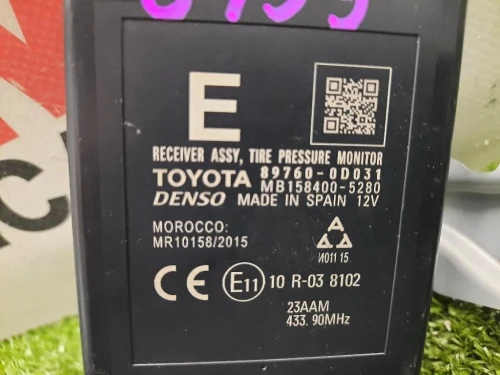 E
RECEIVER ASSY, TIRE PRESSURE MONITOR
TOYOTA 89760-0D031
MB158400-5280
DENSO MADE IN SPAIN 12V
MOROCCO:
MR10158/2015
И011 15
CE E11 10 R-03 8102
23AAM
433.90MHz